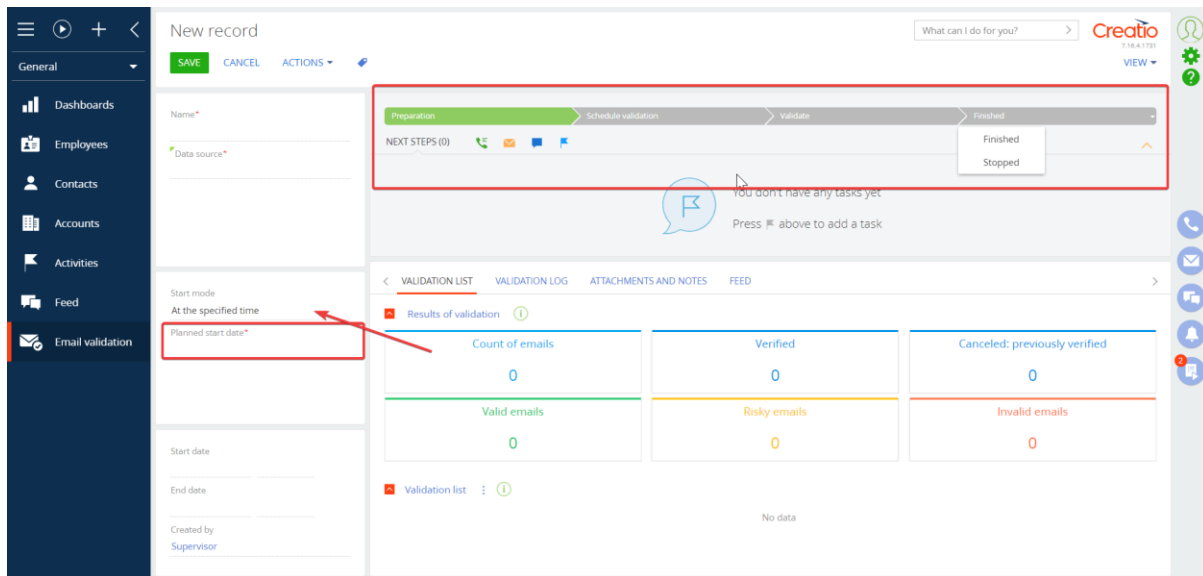 New record
What can I do for you?
Creatio
7.18.4.1731
General
SAVE
CANCEL
ACTIONS
VIEW
Dashboards
Employees
Contacts
Accounts
Activities
Feed
Email validation
Name*
Data source*
Start mode
At the specified time
Planned start date*
Start date
End date
Created by
Supervisor
Preparation
Schedule validation
Validate
Finished
NEXT STEPS (0)
Finished
Stopped
You don't have any tasks yet
Press above to add a task
VALIDATION LIST
VALIDATION LOG
ATTACHMENTS AND NOTES
FEED
Results of validation
Count of emails
0
Verified
0
Canceled: previously verified
0
Valid emails
0
Risky emails
0
Invalid emails
0
Validation list
No data
2